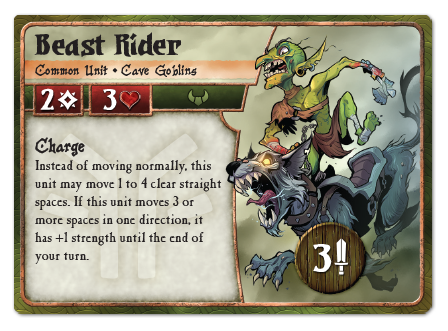 Beast Rider
Common Unit • Cave Goblins
2 3
Charge
Instead of moving normally, this
unit may move 1 to 4 clear straight
spaces. If this unit moves 3 or
more spaces in one direction, it
has +1 strength until the end of
your turn.
3